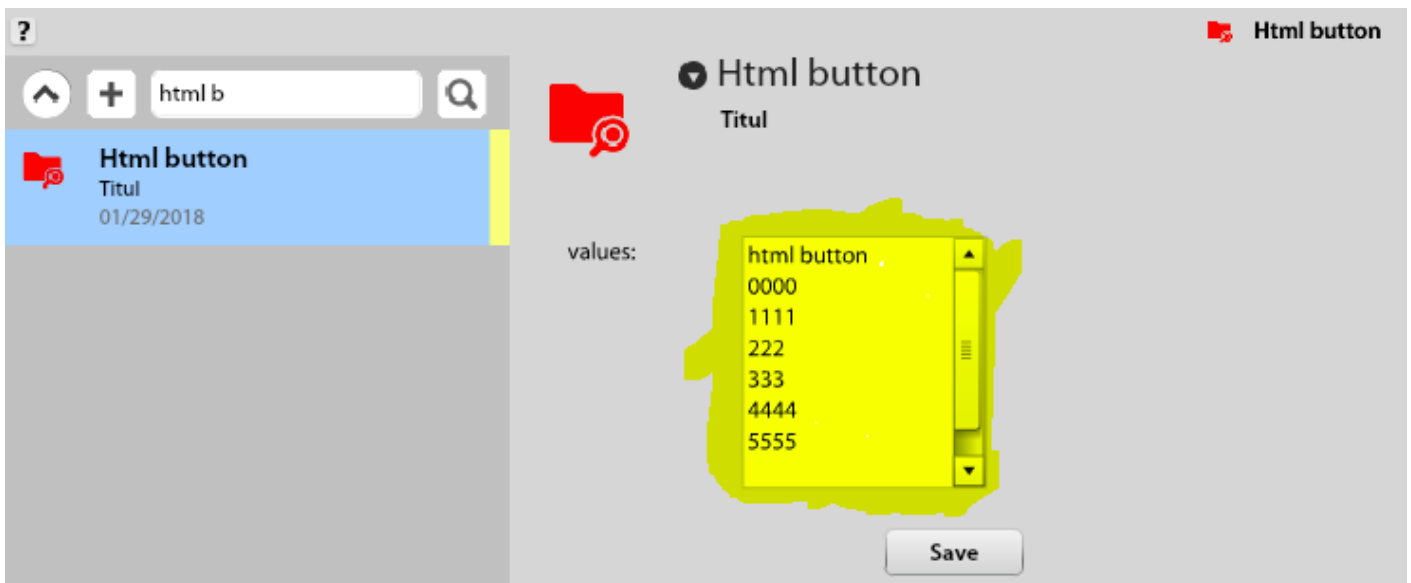 ?
Html button
html b
Html button
Titul
01/29/2018
Html button
Titul
values:
html button
0000
1111
222
333
4444
5555
Save